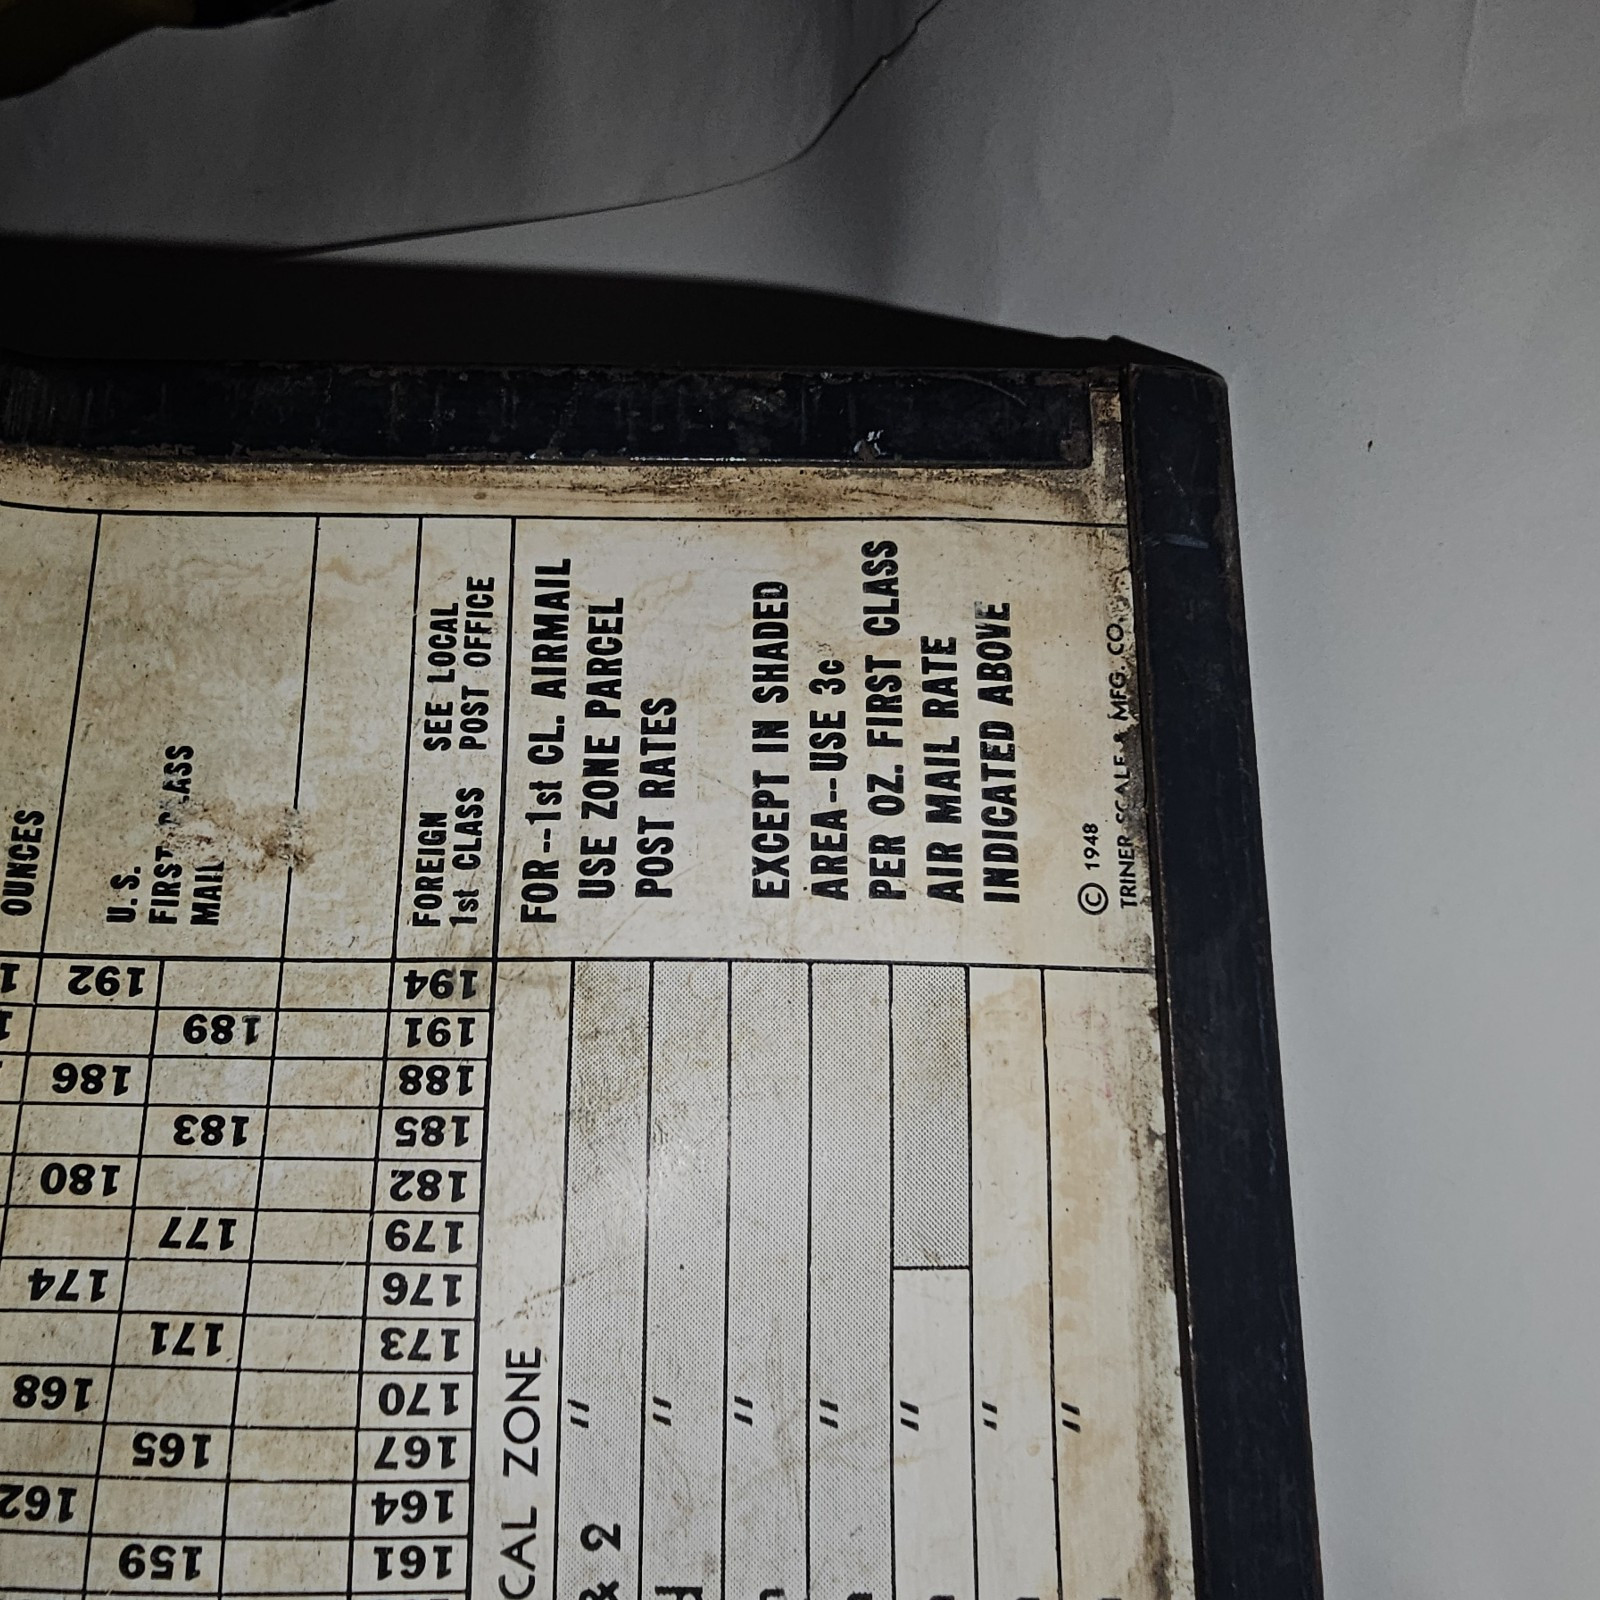 OUNCES
U.S.
FIRST CLASS
MAIL
FOREIGN SEE LOCAL
1st CLASS POST OFFICE
FOR--1st CL. AIRMAIL
USE ZONE PARCEL
POST RATES
EXCEPT IN SHADED
AREA--USE 3c
PER OZ. FIRST CLASS
AIR MAIL RATE
INDICATED ABOVE
© 1948
TRINER SCALE & MFG. CO.
192 194
189 191
186 188
183 185
180 182
177 179
174 176
171 173
168 170
165 167
162 164
159 161
CAL ZONE
& 2 "
"
"
"
"
"
"